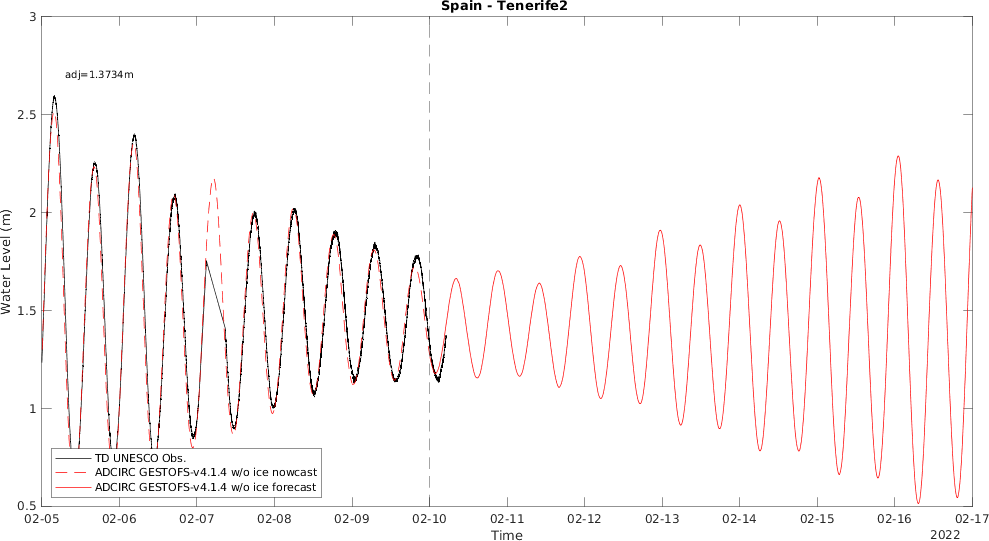 Spain - Tenerife2
adj=1.3734m
3
2.5
2
1.5
1
0.5
Water Level (m)
TD UNESCO Obs.
ADCIRC GESTOFS-v4.1.4 w/o ice nowcast
ADCIRC GESTOFS-v4.1.4 w/o ice forecast
02-05 02-06 02-07 02-08 02-09 02-10 02-11 02-12 02-13 02-14 02-15 02-16 02-17
Time
2022